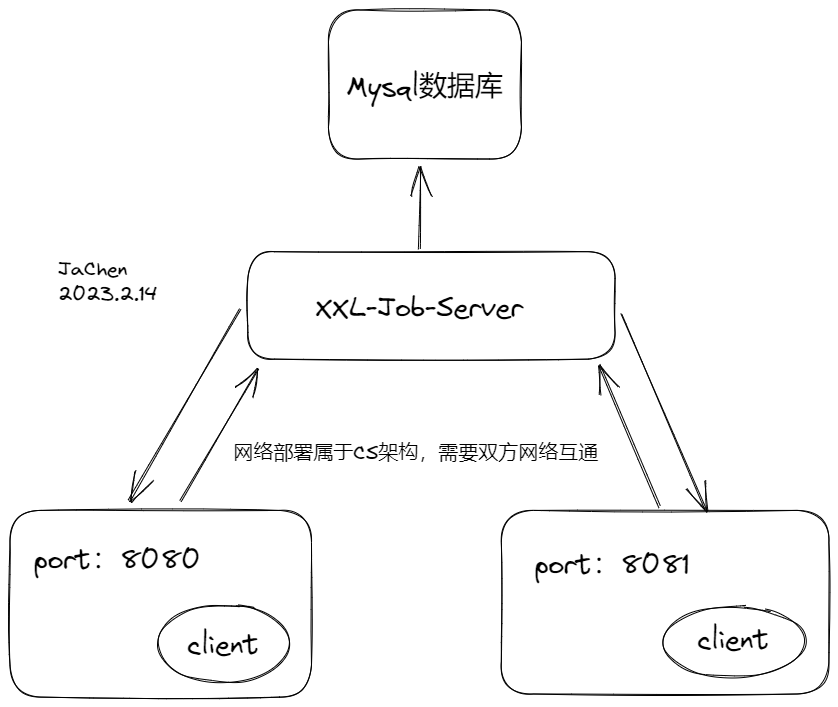 Mysql数据库
JaChen
2023.2.14
XXL-Job-Server
网络部署属于CS架构，需要双方网络互通
port：8080
client
port：8081
client